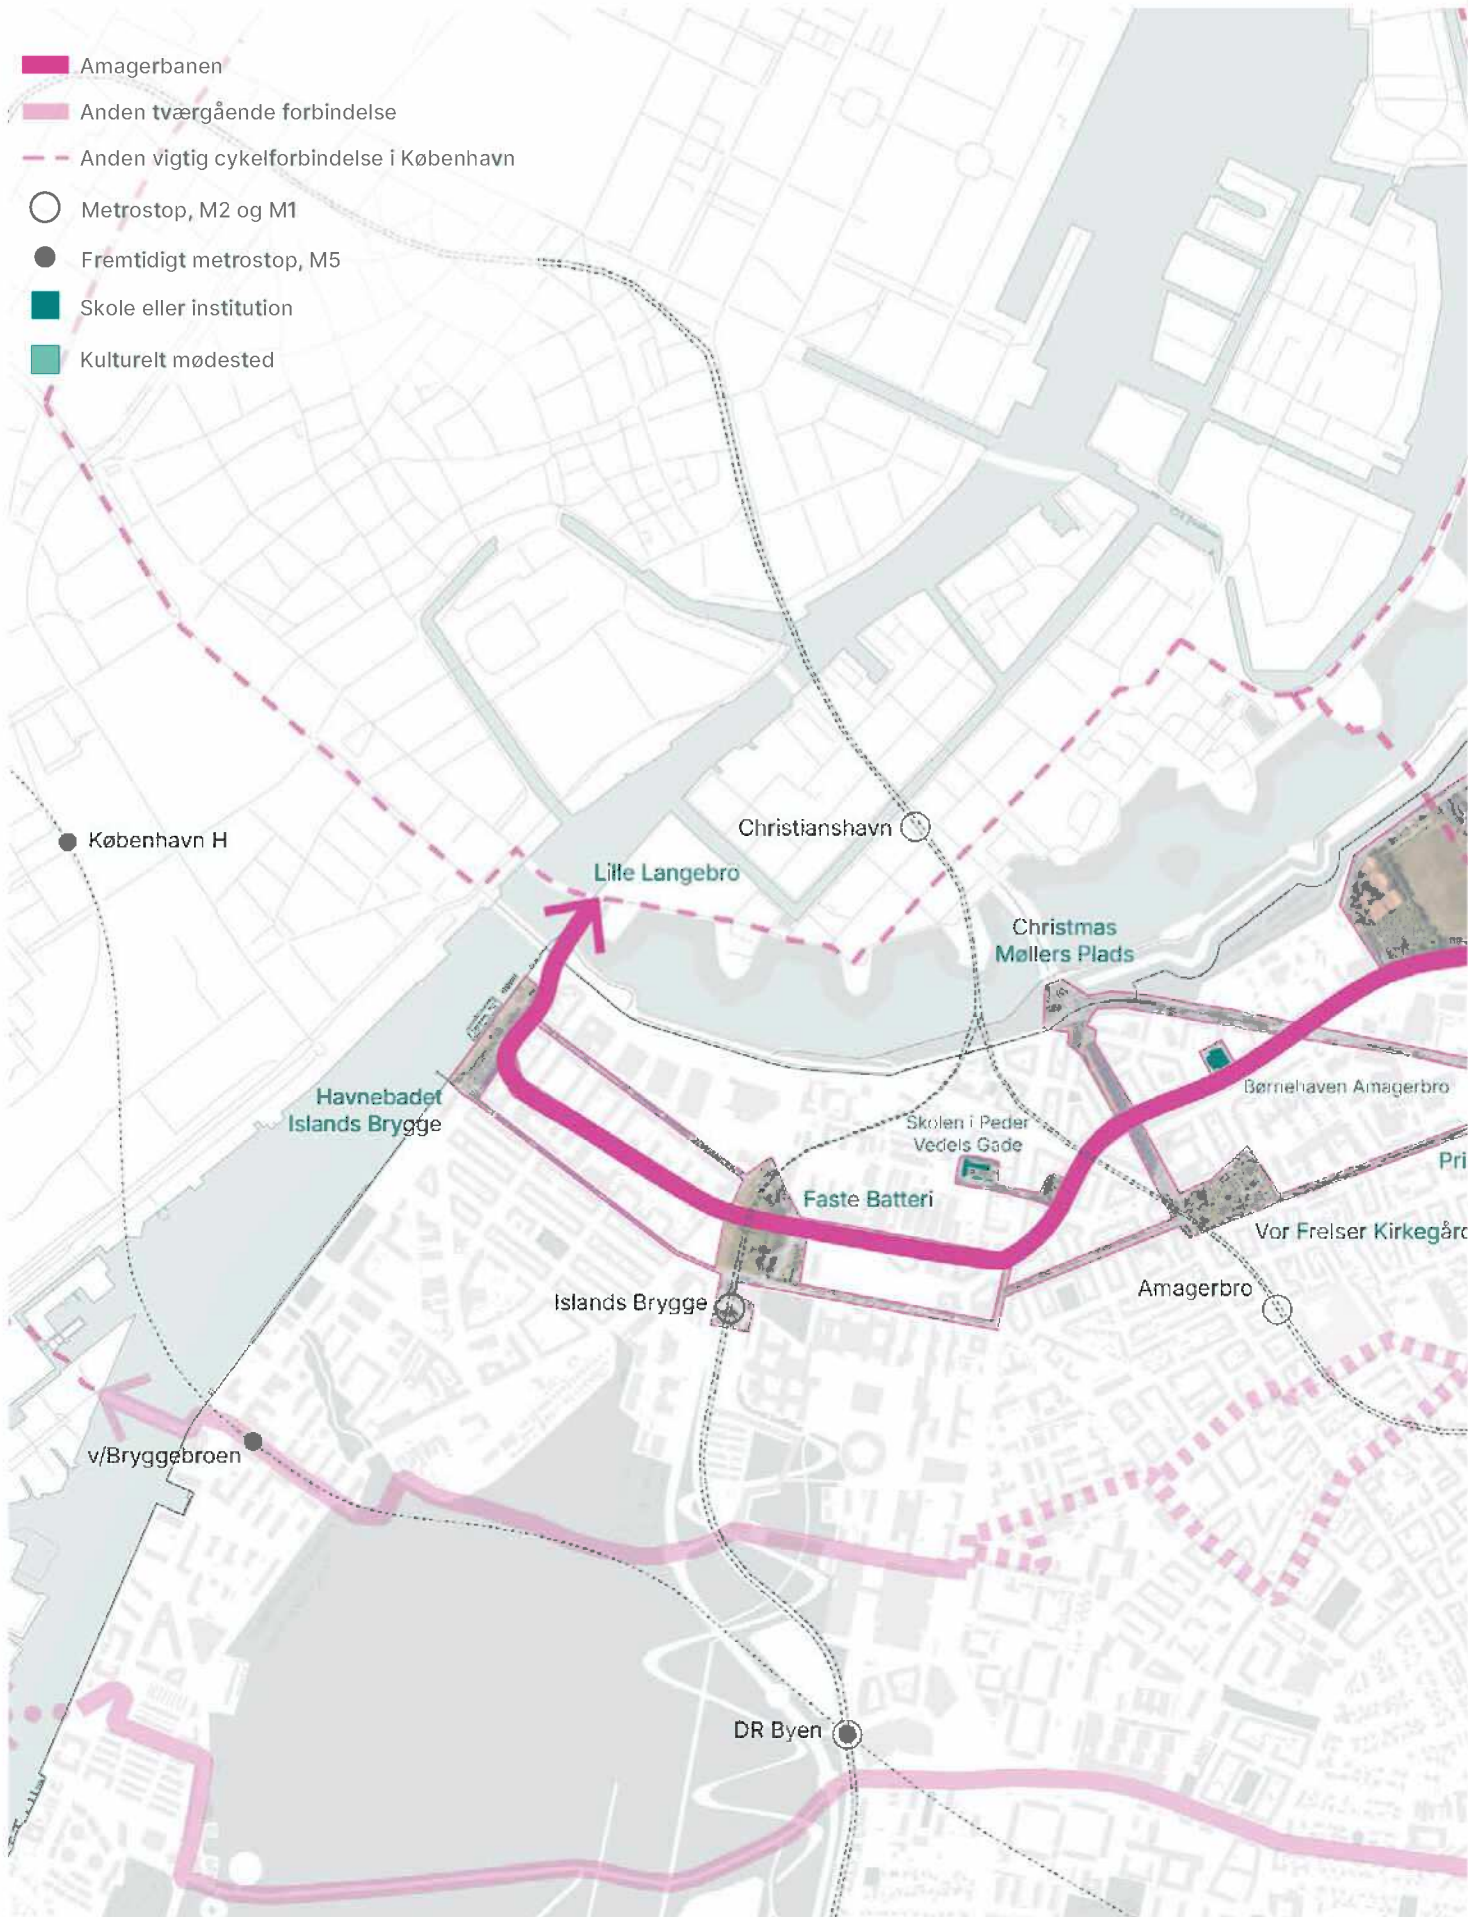 Amagerbanen
Anden tværgående forbindelse
Anden vigtig cykelforbindelse i København
Metrostop, M2 og M1
Fremtidigt metrostop, M5
Skole eller institution
Kulturelt mødested
København H
Christianshavn
Lille Langebro
Christmas
Møllers Plads
Børnehaven Amagerbro
Havnebadet
Islands Brygge
Skolen i Peder
Vedels Gade
Pri
Faste Batteri
Vor Frelser Kirkegård
Amagerbro
Islands Brygge
v/Bryggebroen
DR Byen